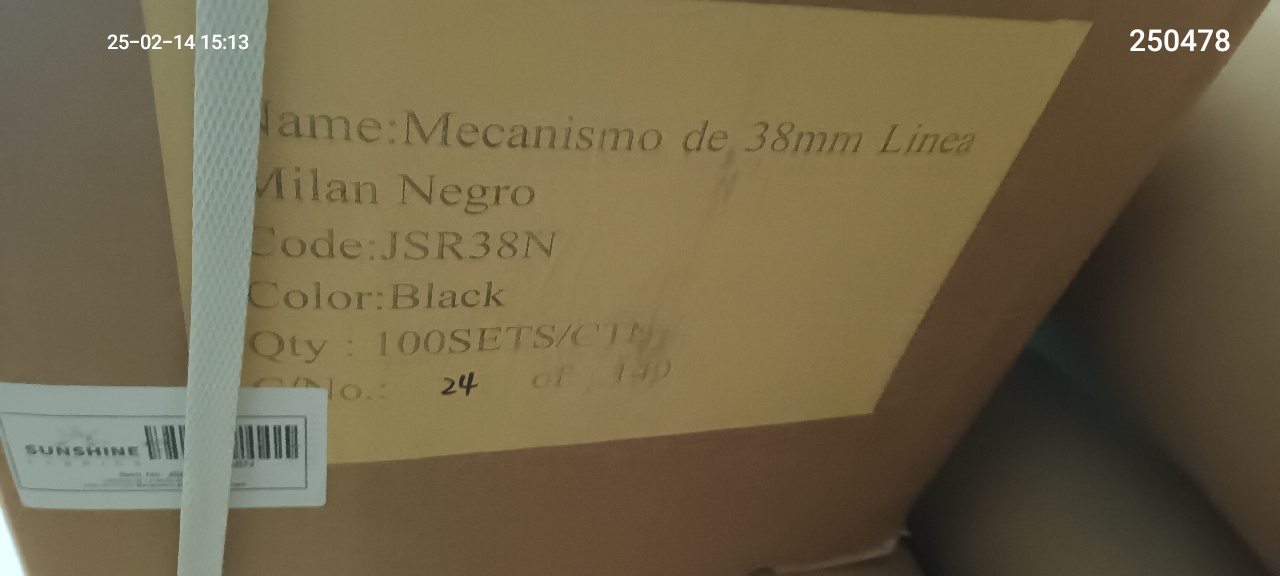 25-02-14 15:13
250478
Name:Mecanismo de 38mm Linea
Milan Negro
Code:JSR38N
Color:Black
Qty : 100SETS/CTN
C/No.: 24 of 140
SUNSHINE